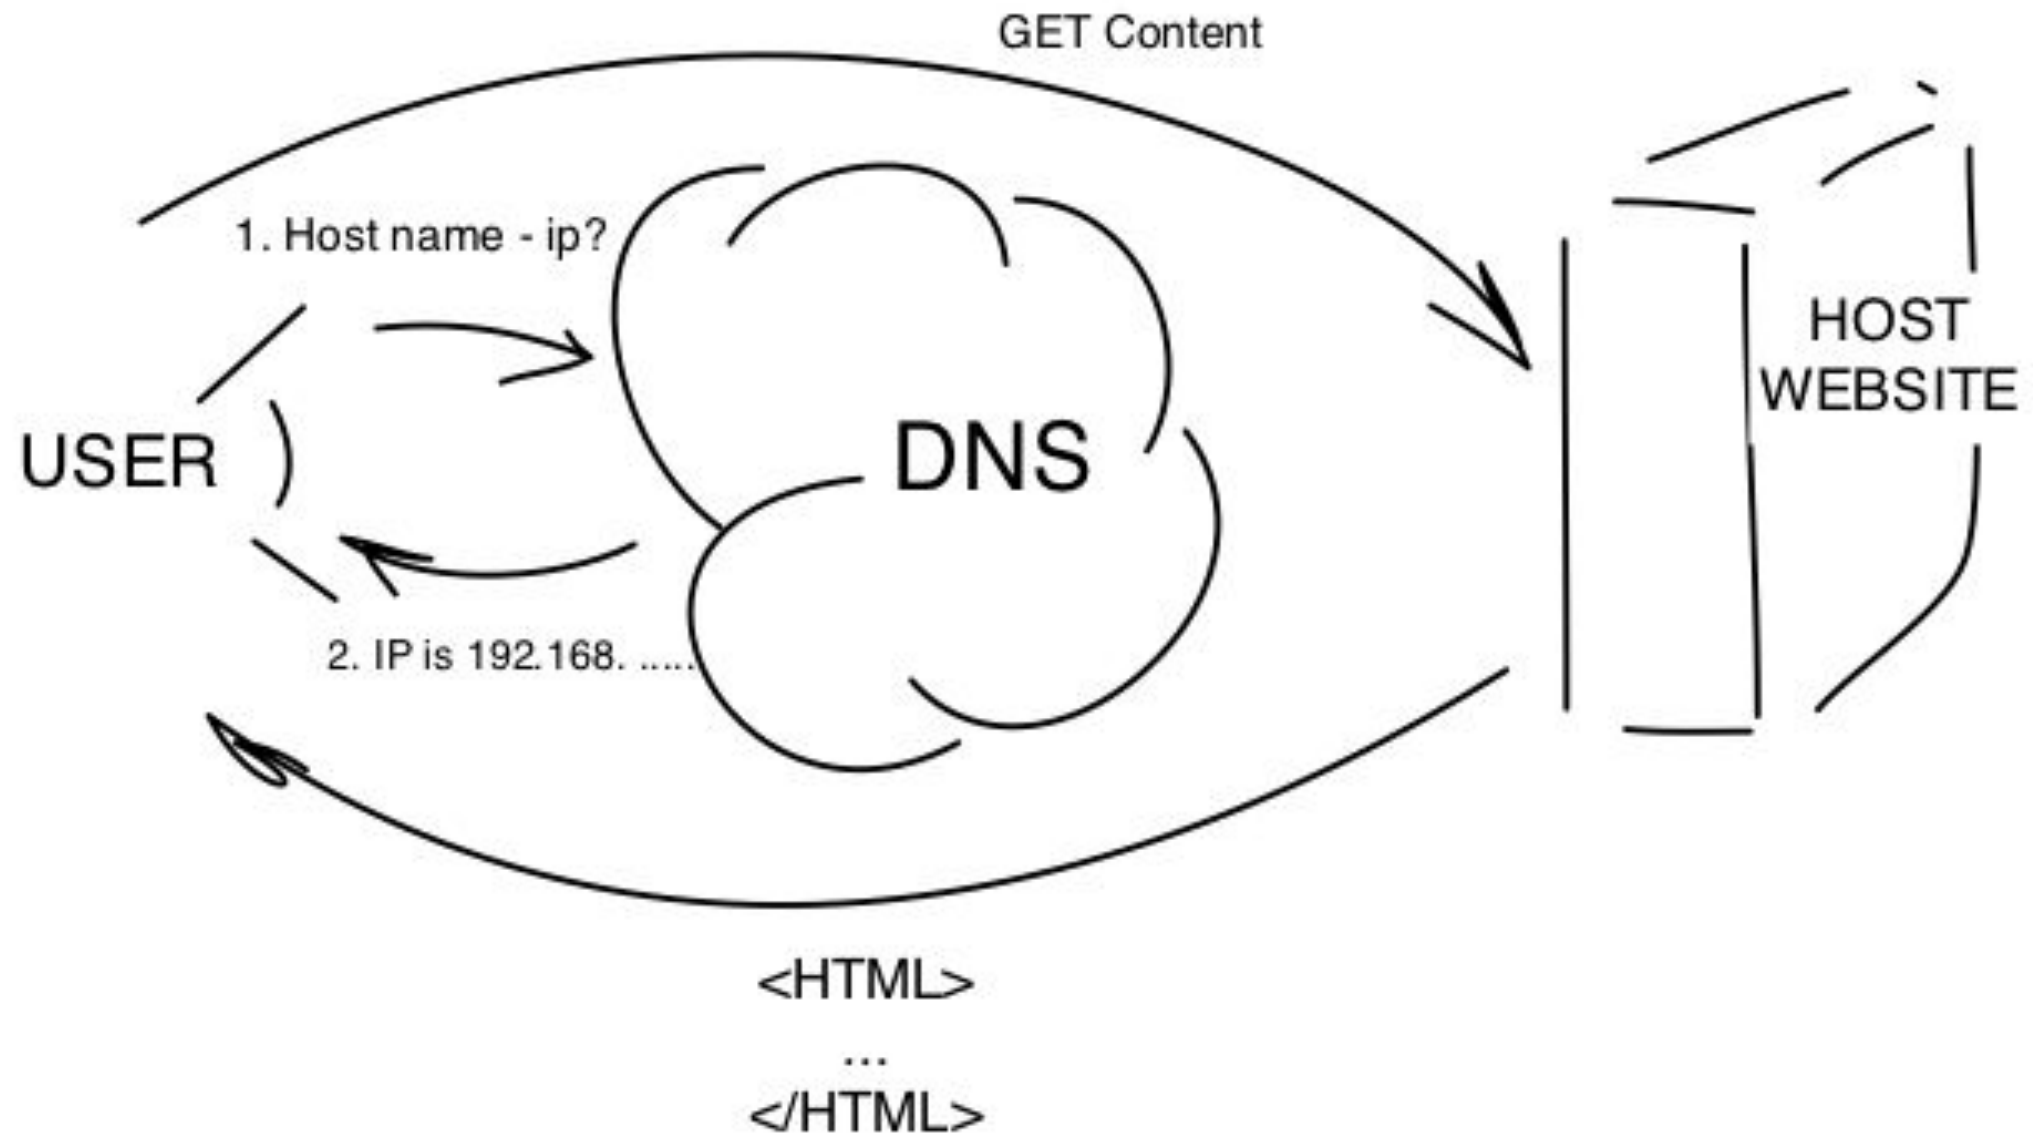 GET Content
1. Host name - ip?
HOST
WEBSITE
USER
DNS
2. IP is 192.168. .....
<HTML>
...
</HTML>